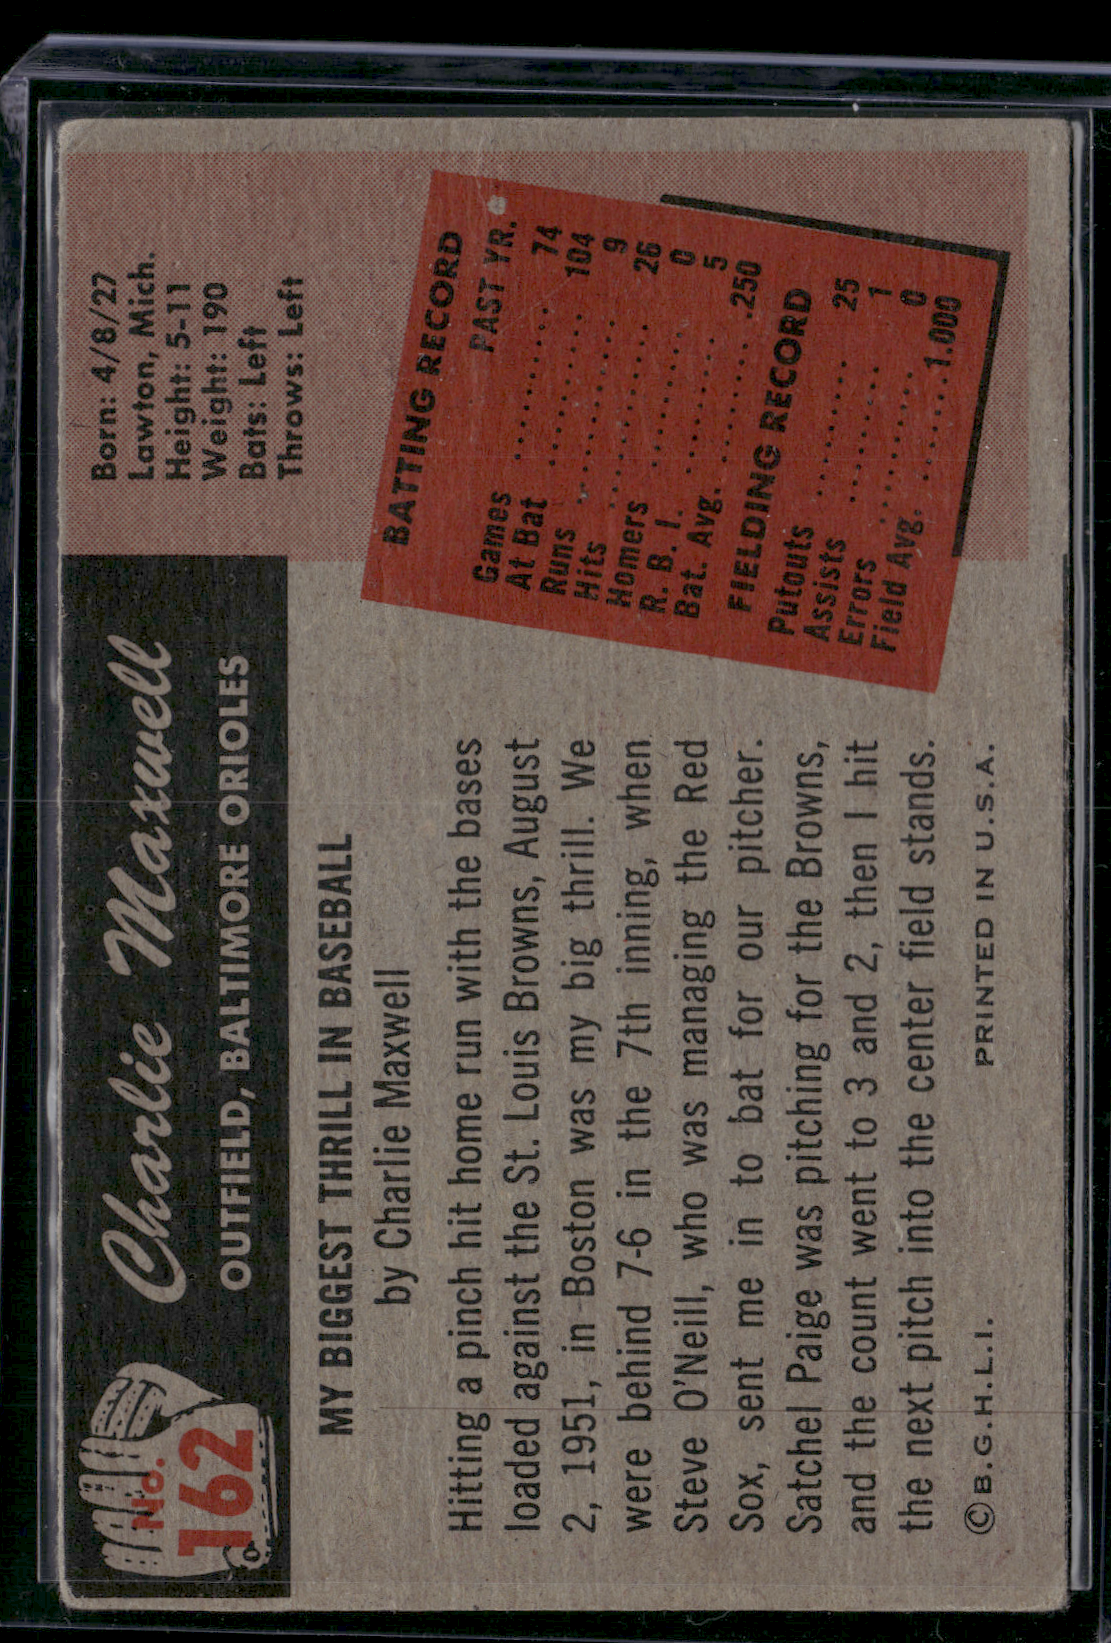 No.
162
Charlie Maxwell
OUTFIELD, BALTIMORE ORIOLES
Born: 4/8/27
Lawton, Mich.
Height: 5-11
Weight: 190
Bats: Left
Throws: Left
MY BIGGEST THRILL IN BASEBALL
by Charlie Maxwell
Hitting a pinch hit home run with the bases
loaded against the St. Louis Browns, August
2, 1951, in Boston was my big thrill. We
were behind 7-6 in the 7th inning, when
Steve O'Neill, who was managing the Red
Sox, sent me in to bat for our pitcher.
Satchel Paige was pitching for the Browns,
and the count went to 3 and 2, then I hit
the next pitch into the center field stands.
BATTING RECORD
PAST YR.
Games .......... 74
At Bat .......... 104
Runs .......... 9
Hits .......... 26
Homers .......... 0
R. B. I. .......... 5
Bat. Avg. .......... .250
FIELDING RECORD
Putouts .......... 25
Assists .......... 1
Errors .......... 0
Field Avg. .......... 1.000
© B.G.H.L.I. PRINTED IN U.S.A.